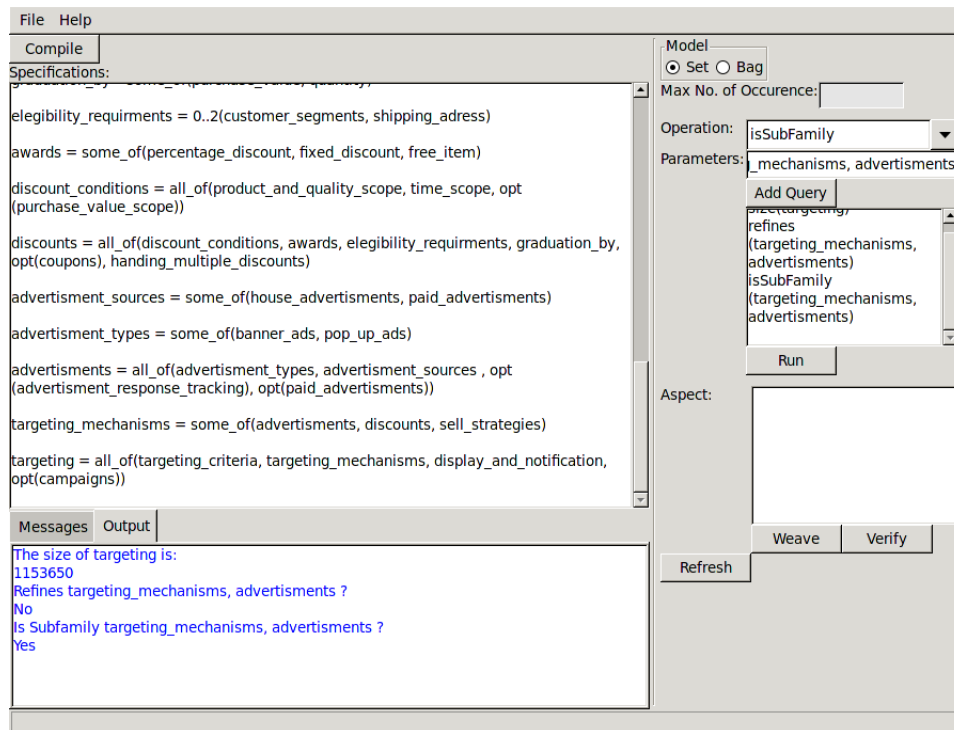 File Help
Compile
Specifications:
elegibility_requirments = 0..2(customer_segments, shipping_adress)
awards = some_of(percentage_discount, fixed_discount, free_item)
discount_conditions = all_of(product_and_quality_scope, time_scope, opt
(purchase_value_scope))
discounts = all_of(discount_conditions, awards, elegibility_requirments, graduation_by,
opt(coupons), handing_multiple_discounts)
advertisment_sources = some_of(house_advertisments, paid_advertisments)
advertisment_types = some_of(banner_ads, pop_up_ads)
advertisments = all_of(advertisment_types, advertisment_sources , opt
(advertisment_response_tracking), opt(paid_advertisments))
targeting_mechanisms = some_of(advertisments, discounts, sell_strategies)
targeting = all_of(targeting_criteria, targeting_mechanisms, display_and_notification,
opt(campaigns))
Messages Output
The size of targeting is:
1153650
Refines targeting_mechanisms, advertisments ?
No
Is Subfamily targeting_mechanisms, advertisments ?
Yes
Model
Set Bag
Max No. of Occurence:
Operation: isSubFamily
Parameters: _mechanisms, advertisments
Add Query
size(targeting)
refines
(targeting_mechanisms,
advertisments)
isSubFamily
(targeting_mechanisms,
advertisments)
Run
Aspect:
Weave Verify
Refresh